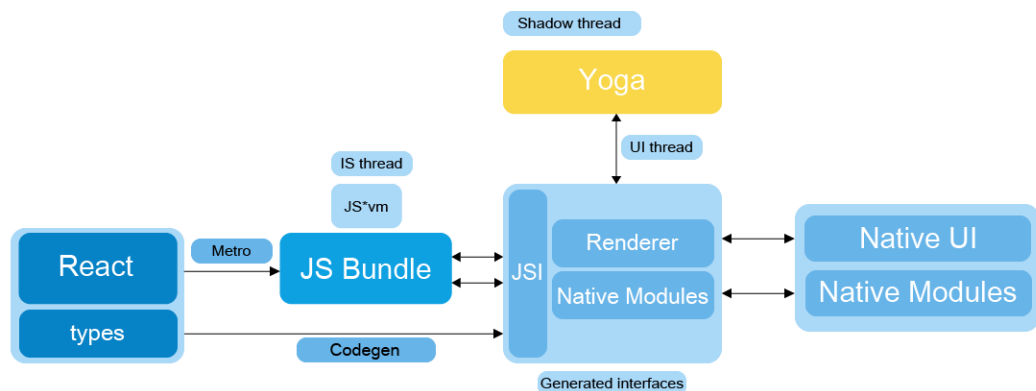 Shadow thread
Yoga
UI thread
IS thread
JS*vm
React
types
Metro
JS Bundle
Codegen
JSI
Renderer
Native Modules
Native UI
Native Modules
Generated interfaces